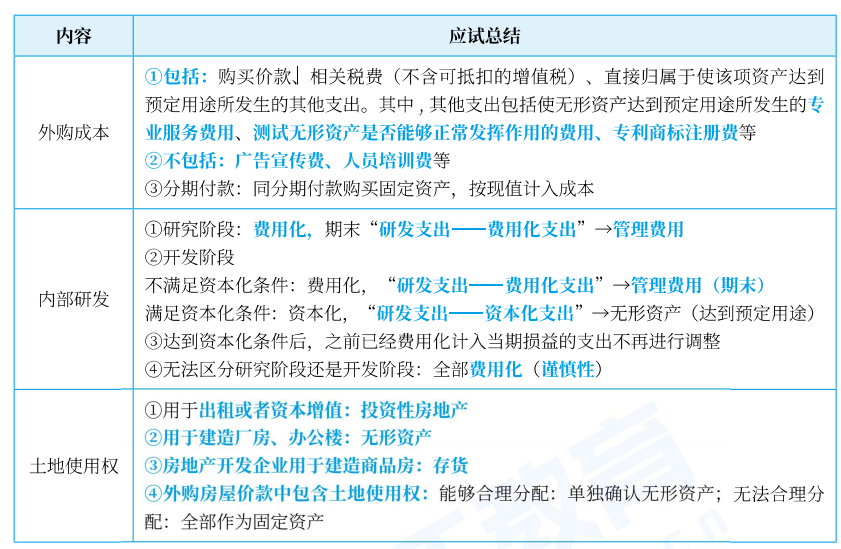 内容
应试总结
外购成本
①包括：购买价款、相关税费（不含可抵扣的增值税）、直接归属于使该项资产达到
预定用途所发生的其他支出。其中，其他支出包括使无形资产达到预定用途所发生的专
业服务费用、测试无形资产是否能够正常发挥作用的费用、专利商标注册费等
②不包括：广告宣传费、人员培训费等
③分期付款：同分期付款购买固定资产，按现值计入成本
内部研发
①研究阶段：费用化，期末“研发支出——费用化支出”→管理费用
②开发阶段
不满足资本化条件：费用化，“研发支出——费用化支出”→管理费用（期末）
满足资本化条件：资本化，“研发支出——资本化支出”→无形资产（达到预定用途）
③达到资本化条件后，之前已经费用化计入当期损益的支出不再进行调整
④无法区分研究阶段还是开发阶段：全部费用化（谨慎性）
土地使用权
①用于出租或者资本增值：投资性房地产
②用于建造厂房、办公楼：无形资产
③房地产开发企业用于建造商品房：存货
④外购房屋价款中包含土地使用权：能够合理分配：单独确认无形资产；无法合理分
配：全部作为固定资产